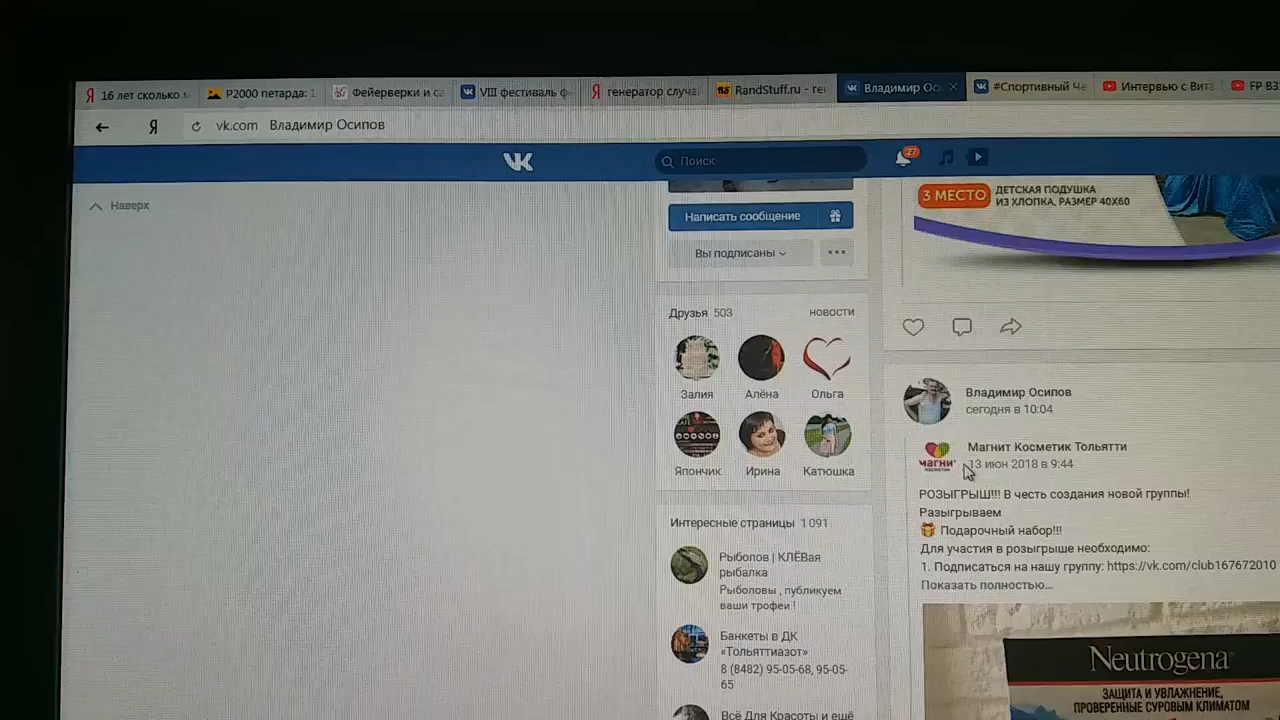 16 лет сколько
Р2000 петарда: 1
Фейерверки и са
VIII фестиваль ф
генератор случа
RandStuff.ru - ге
Владимир Ос
#Спортивный Че
Интервью с Вита
FP B3
Я
vk.com Владимир Осипов
Поиск
27
Наверх
3 МЕСТО
ДЕТСКАЯ ПОДУШКА
ИЗ ХЛОПКА, РАЗМЕР 40Х60
Написать сообщение
Вы подписаны
Друзья 503
новости
Залия
Алёна
Ольга
Япончик
Ирина
Катюшка
Интересные страницы 1 091
Рыболов | КЛЁВая
рыбалка
Рыболовы , публикуем
ваши трофеи !
Банкеты в ДК
«Тольяттиазот»
8 (8482) 95-05-68, 95-05-
65
Всё Для Красоты и ещё
Владимир Осипов
сегодня в 10:04
Магнит Косметик Тольятти
13 июн 2018 в 9:44
РОЗЫГРЫШ!!! В честь создания новой группы!
Разыгрываем
Подарочный набор!!!
Для участия в розыгрыше необходимо:
1. Подписаться на нашу группу: https://vk.com/club167672010
Показать полностью...
Neutrogena
ЗАЩИТА И УВЛАЖНЕНИЕ,
ПРОВЕРЕННЫЕ СУРОВЫМ КЛИМАТОМ